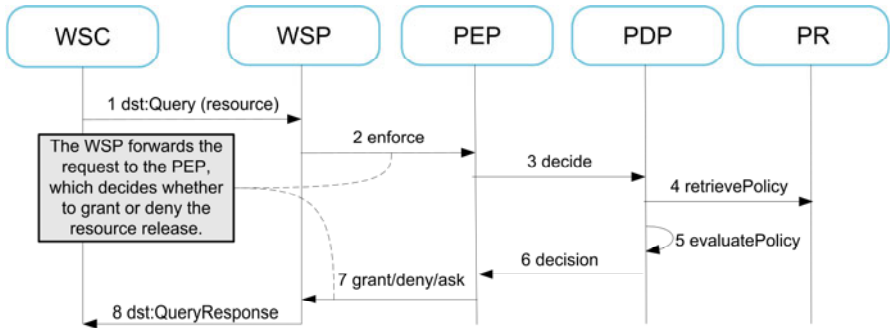 WSC
WSP
PEP
PDP
PR
1 dst:Query (resource)
The WSP forwards the
request to the PEP,
which decides whether
to grant or deny the
resource release.
2 enforce
3 decide
4 retrievePolicy
5 evaluatePolicy
6 decision
7 grant/deny/ask
8 dst:QueryResponse